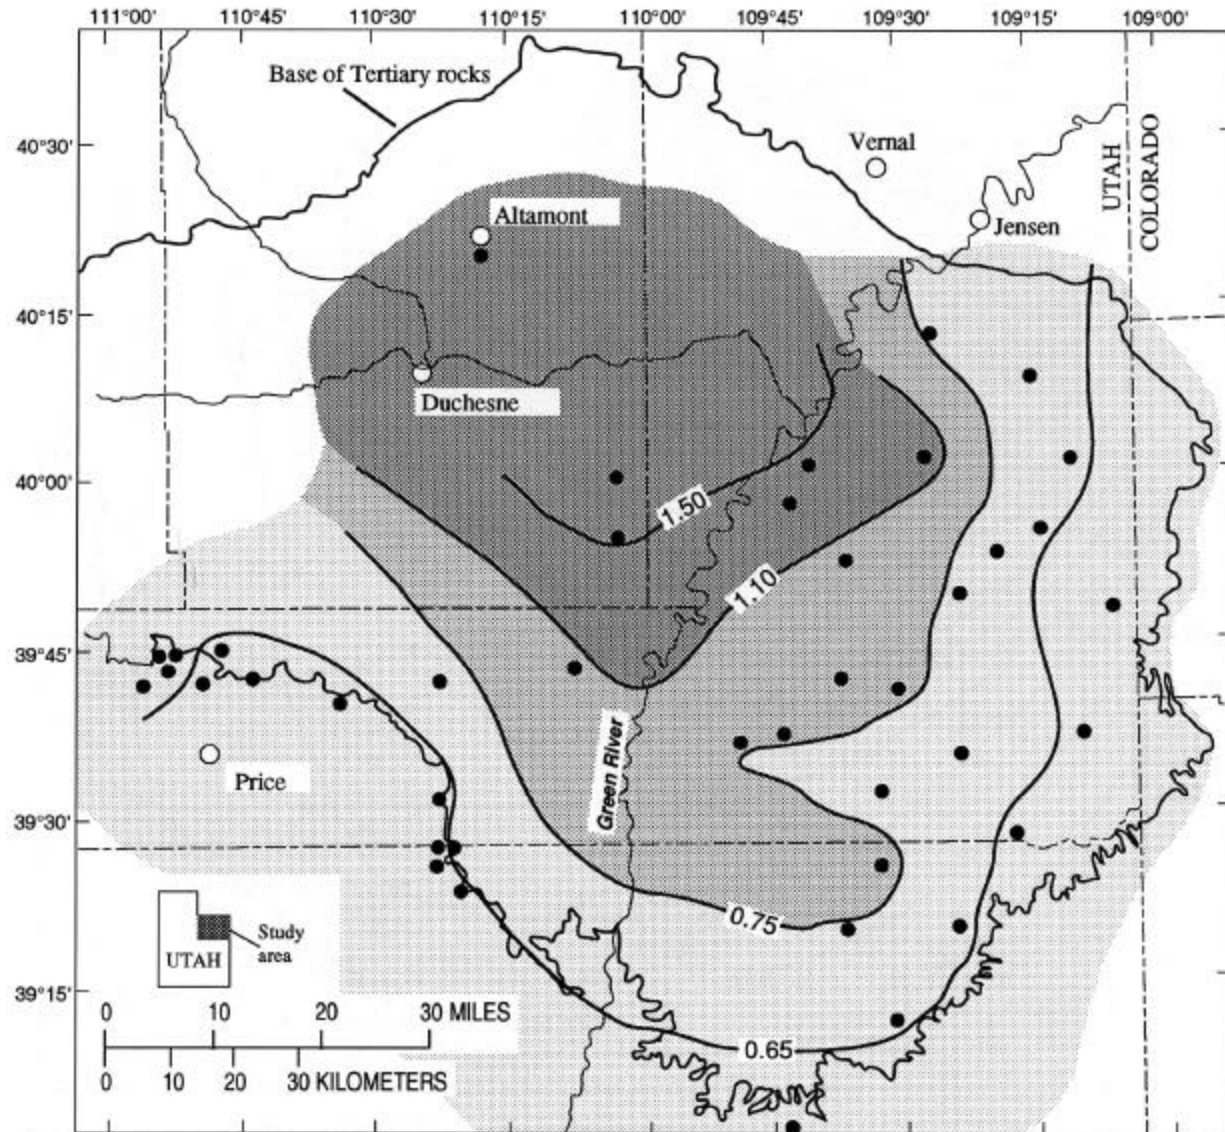 111°00'
110°45'
110°30'
110°15'
110°00'
109°45'
109°30'
109°15'
109°00'
Base of Tertiary rocks
40°30'
Vernal
UTAH
COLORADO
Altamont
Jensen
40°15'
Duchesne
40°00'
1.50
1.10
39°45'
Green River
Price
39°30'
0.75
Study
area
UTAH
39°15'
0 10 20 30 MILES
0.65
0 10 20 30 KILOMETERS